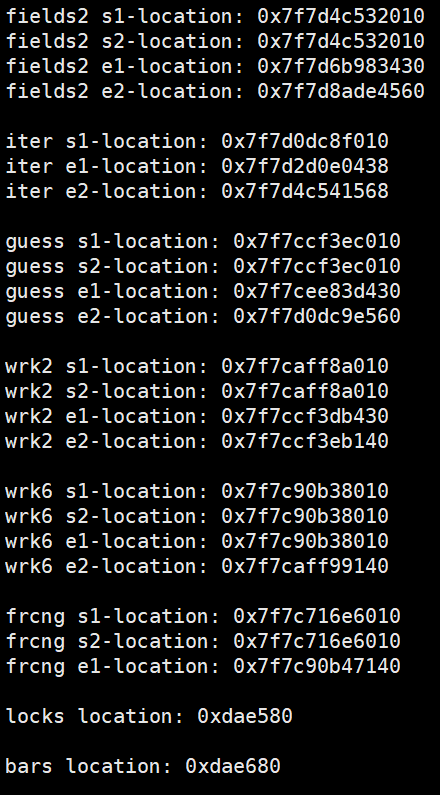 fields2 s1-location: 0x7f7d4c532010
fields2 s2-location: 0x7f7d4c532010
fields2 e1-location: 0x7f7d6b983430
fields2 e2-location: 0x7f7d8ade4560
iter s1-location: 0x7f7d0dc8f010
iter e1-location: 0x7f7d2d0e0438
iter e2-location: 0x7f7d4c541568
guess s1-location: 0x7f7ccf3ec010
guess s2-location: 0x7f7ccf3ec010
guess e1-location: 0x7f7cee83d430
guess e2-location: 0x7f7d0dc9e560
wrk2 s1-location: 0x7f7caff8a010
wrk2 s2-location: 0x7f7caff8a010
wrk2 e1-location: 0x7f7ccf3db430
wrk2 e2-location: 0x7f7ccf3eb140
wrk6 s1-location: 0x7f7c90b38010
wrk6 s2-location: 0x7f7c90b38010
wrk6 e1-location: 0x7f7c90b38010
wrk6 e2-location: 0x7f7caff99140
frcng s1-location: 0x7f7c716e6010
frcng s2-location: 0x7f7c716e6010
frcng e1-location: 0x7f7c90b47140
locks location: 0xdae580
bars location: 0xdae680